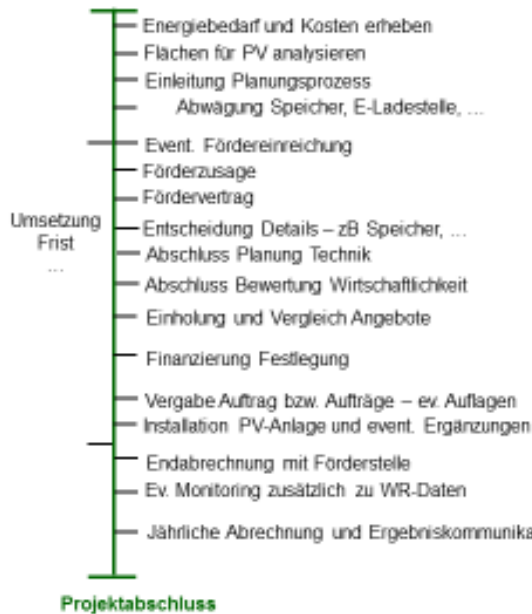 Energiebedarf und Kosten erheben
Flächen für PV analysieren
Einleitung Planungsprozess
Abwägung Speicher, E-Ladestelle, ...
Event. Fördereinreichung
Förderzusage
Fördervertrag
Umsetzung
Frist
...
Entscheidung Details – zB Speicher, ...
Abschluss Planung Technik
Abschluss Bewertung Wirtschaftlichkeit
Einholung und Vergleich Angebote
Finanzierung Festlegung
Vergabe Auftrag bzw. Aufträge – ev. Auflagen
Installation PV-Anlage und event. Ergänzungen
Endabrechnung mit Förderstelle
Ev. Monitoring zusätzlich zu WR-Daten
Jährliche Abrechnung und Ergebniskommunika
Projektabschluss